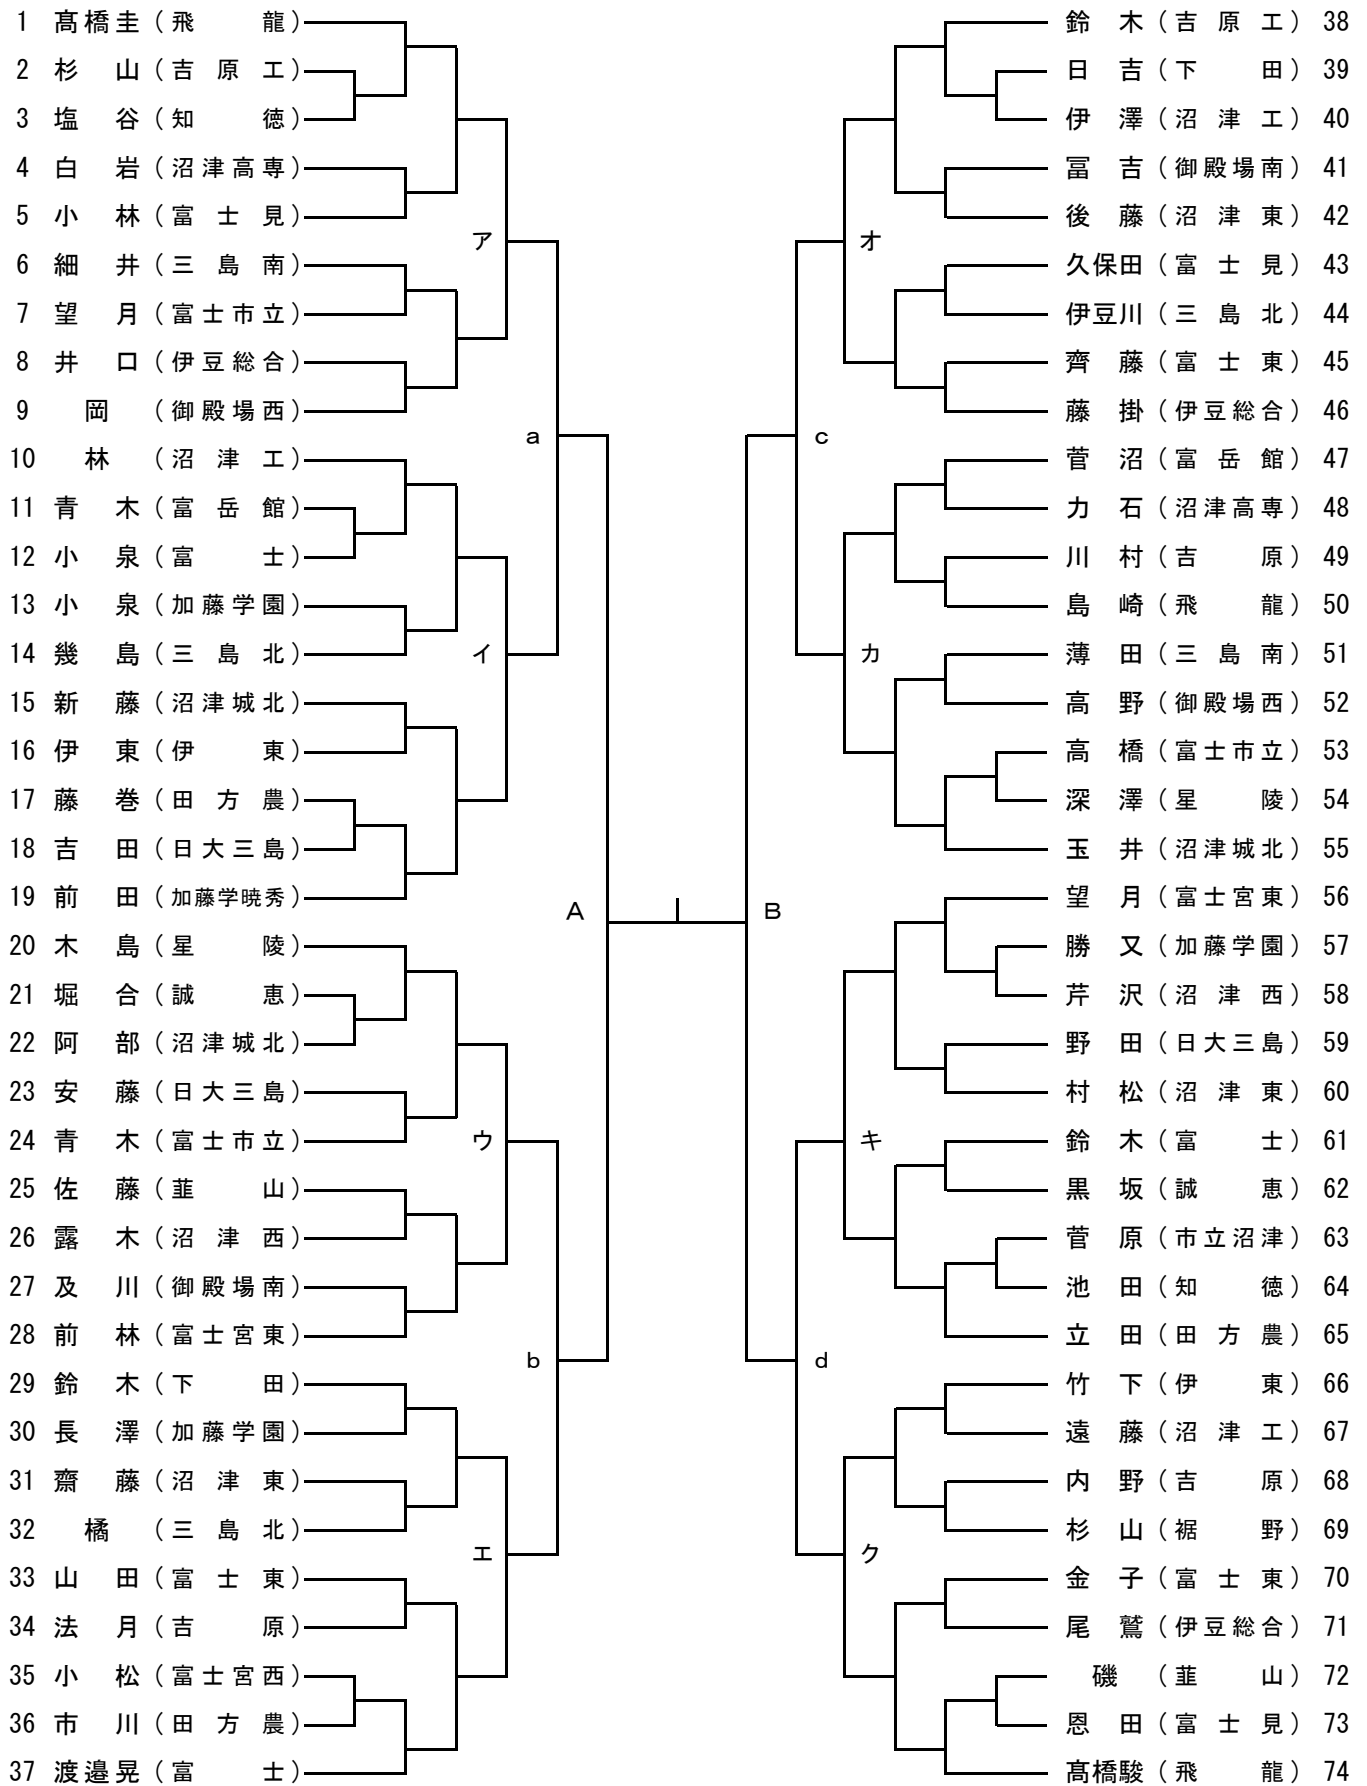 1 髙橋圭（飛龍）
2 杉山（吉原工）
3 塩谷（知徳）
4 白岩（沼津高専）
5 小林（富士見）
ア
6 細井（三島南）
7 望月（富士市立）
8 井口（伊豆総合）
9 岡（御殿場西）
a
10 林（沼津工）
11 青木（富岳館）
12 小泉（富士）
13 小泉（加藤学園）
14 幾島（三島北）
イ
15 新藤（沼津城北）
16 伊東（伊東）
17 藤巻（田方農）
18 吉田（日大三島）
19 前田（加藤学暁秀）
A
20 木島（星陵）
21 堀合（誠恵）
22 阿部（沼津城北）
23 安藤（日大三島）
24 青木（富士市立）
ウ
25 佐藤（韮山）
26 露木（沼津西）
27 及川（御殿場南）
28 前林（富士宮東）
b
29 鈴木（下田）
30 長澤（加藤学園）
31 齋藤（沼津東）
32 橘（三島北）
エ
33 山田（富士東）
34 法月（吉原）
35 小松（富士宮西）
36 市川（田方農）
37 渡邉晃（富士）
鈴木（吉原工）38
日吉（下田）39
伊澤（沼津工）40
冨吉（御殿場南）41
後藤（沼津東）42
オ
久保田（富士見）43
伊豆川（三島北）44
齊藤（富士東）45
藤掛（伊豆総合）46
c
菅沼（富岳館）47
力石（沼津高専）48
川村（吉原）49
島崎（飛龍）50
カ
薄田（三島南）51
高野（御殿場西）52
高橋（富士市立）53
深澤（星陵）54
玉井（沼津城北）55
B
望月（富士宮東）56
勝又（加藤学園）57
芹沢（沼津西）58
野田（日大三島）59
村松（沼津東）60
キ
鈴木（富士）61
黒坂（誠恵）62
菅原（市立沼津）63
池田（知徳）64
立田（田方農）65
d
竹下（伊東）66
遠藤（沼津工）67
内野（吉原）68
杉山（裾野）69
ク
金子（富士東）70
尾鷲（伊豆総合）71
磯（韮山）72
恩田（富士見）73
髙橋駿（飛龍）74